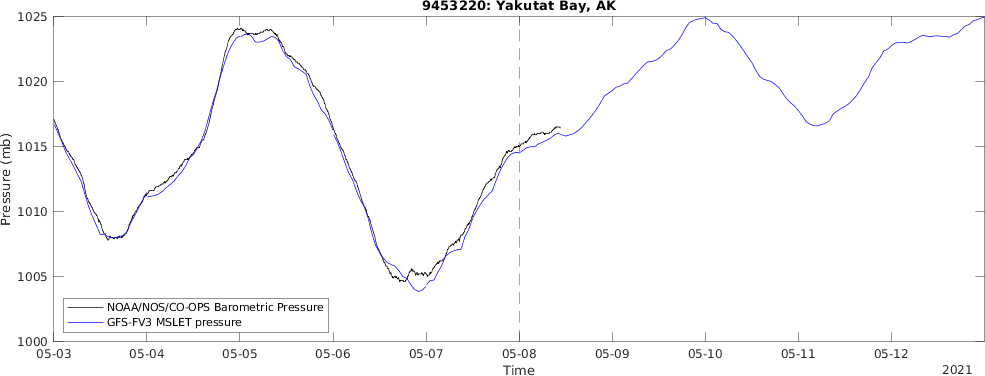 9453220: Yakutat Bay, AK
Pressure (mb)
1025
1020
1015
1010
1005
1000
NOAA/NOS/CO-OPS Barometric Pressure
GFS-FV3 MSLET pressure
05-03 05-04 05-05 05-06 05-07 05-08 05-09 05-10 05-11 05-12
Time
2021